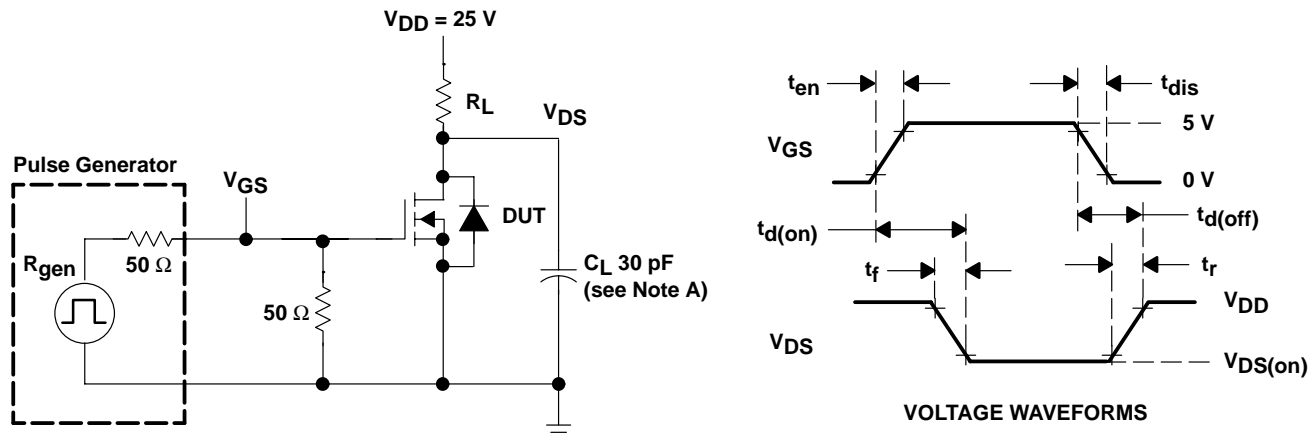 VDD = 25 V
RL
VDS
Pulse Generator
VGS
DUT
Rgen
50 Ω
50 Ω
CL 30 pF
(see Note A)
ten
tdis
VGS
5 V
0 V
td(on)
td(off)
tf
tr
VDS
VDD
VDS(on)
VOLTAGE WAVEFORMS